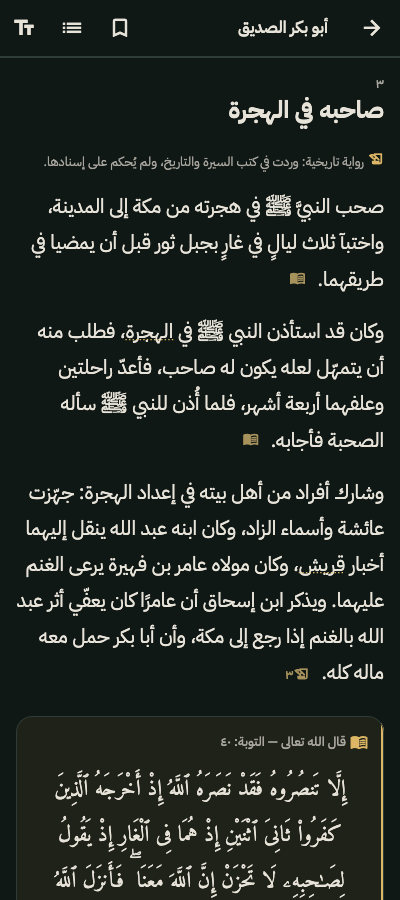 أبو بكر الصديق
٣
صاحبه في الهجرة
رواية تاريخية: وردت في كتب السيرة والتاريخ، ولم يُحكم على إسنادها.
صحب النبيَّ ﷺ في هجرته من مكة إلى المدينة،
واختبآ ثلاث ليالٍ في غارٍ بجبل ثور قبل أن يمضيا في
طريقهما.
وكان قد استأذن النبي ﷺ في الهجرة، فطلب منه
أن يتمهّل لعله يكون له صاحب، فأعدّ راحلتين
وعلفهما أربعة أشهر، فلما أُذن للنبي ﷺ سأله
الصحبة فأجابه.
وشارك أفراد من أهل بيته في إعداد الهجرة: جهّزت
عائشة وأسماء الزاد، وكان ابنه عبد الله ينقل إليهما
أخبار قريش، وكان مولاه عامر بن فهيرة يرعى الغنم
عليهما. ويذكر ابن إسحاق أن عامرًا كان يعفّي أثر عبد
الله بالغنم إذا رجع إلى مكة، وأن أبا بكر حمل معه
ماله كله. ٣
قال الله تعالى — التوبة: ٤٠
إِلَّا تَنصُرُوهُ فَقَدْ نَصَرَهُ ٱللَّهُ إِذْ أَخْرَجَهُ ٱلَّذِينَ
كَفَرُوا۟ ثَانِىَ ٱثْنَيْنِ إِذْ هُمَا فِى ٱلْغَارِ إِذْ يَقُولُ
لِصَـٰحِبِهِۦ لَا تَحْزَنْ إِنَّ ٱللَّهَ مَعَنَا ۖ فَأَنزَلَ ٱللَّهُ